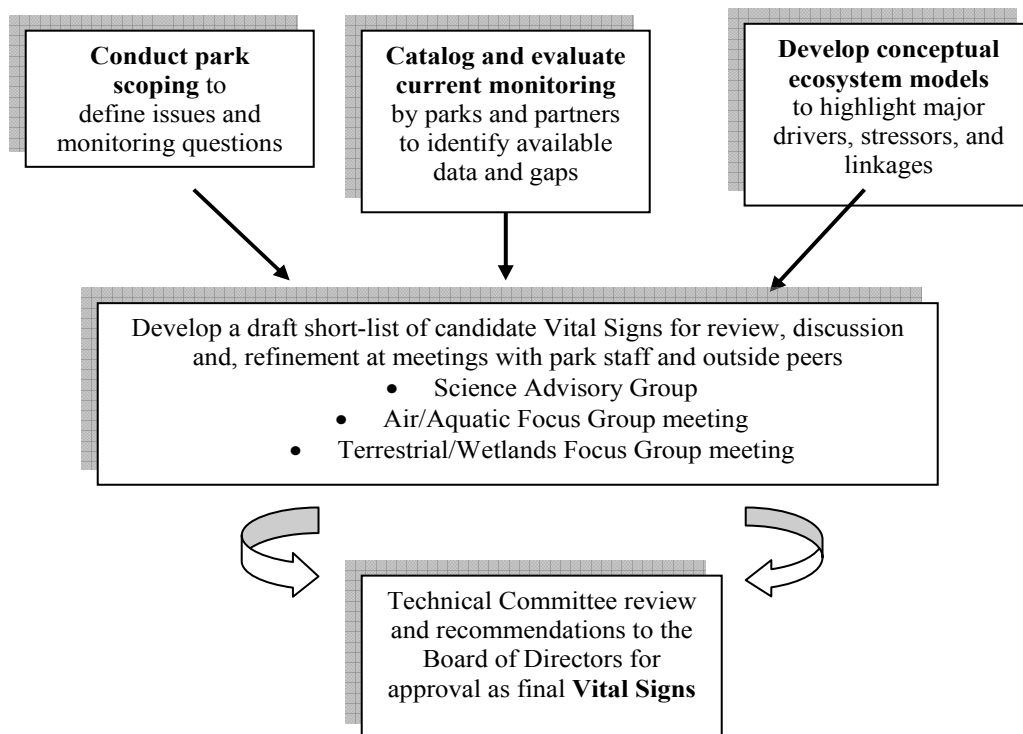 Conduct park
scoping to
define issues and
monitoring questions
Catalog and evaluate
current monitoring
by parks and partners
to identify available
data and gaps
Develop conceptual
ecosystem models
to highlight major
drivers, stressors, and
linkages
Develop a draft short-list of candidate Vital Signs for review, discussion
and, refinement at meetings with park staff and outside peers
• Science Advisory Group
• Air/Aquatic Focus Group meeting
• Terrestrial/Wetlands Focus Group meeting
Technical Committee review
and recommendations to the
Board of Directors for
approval as final Vital Signs